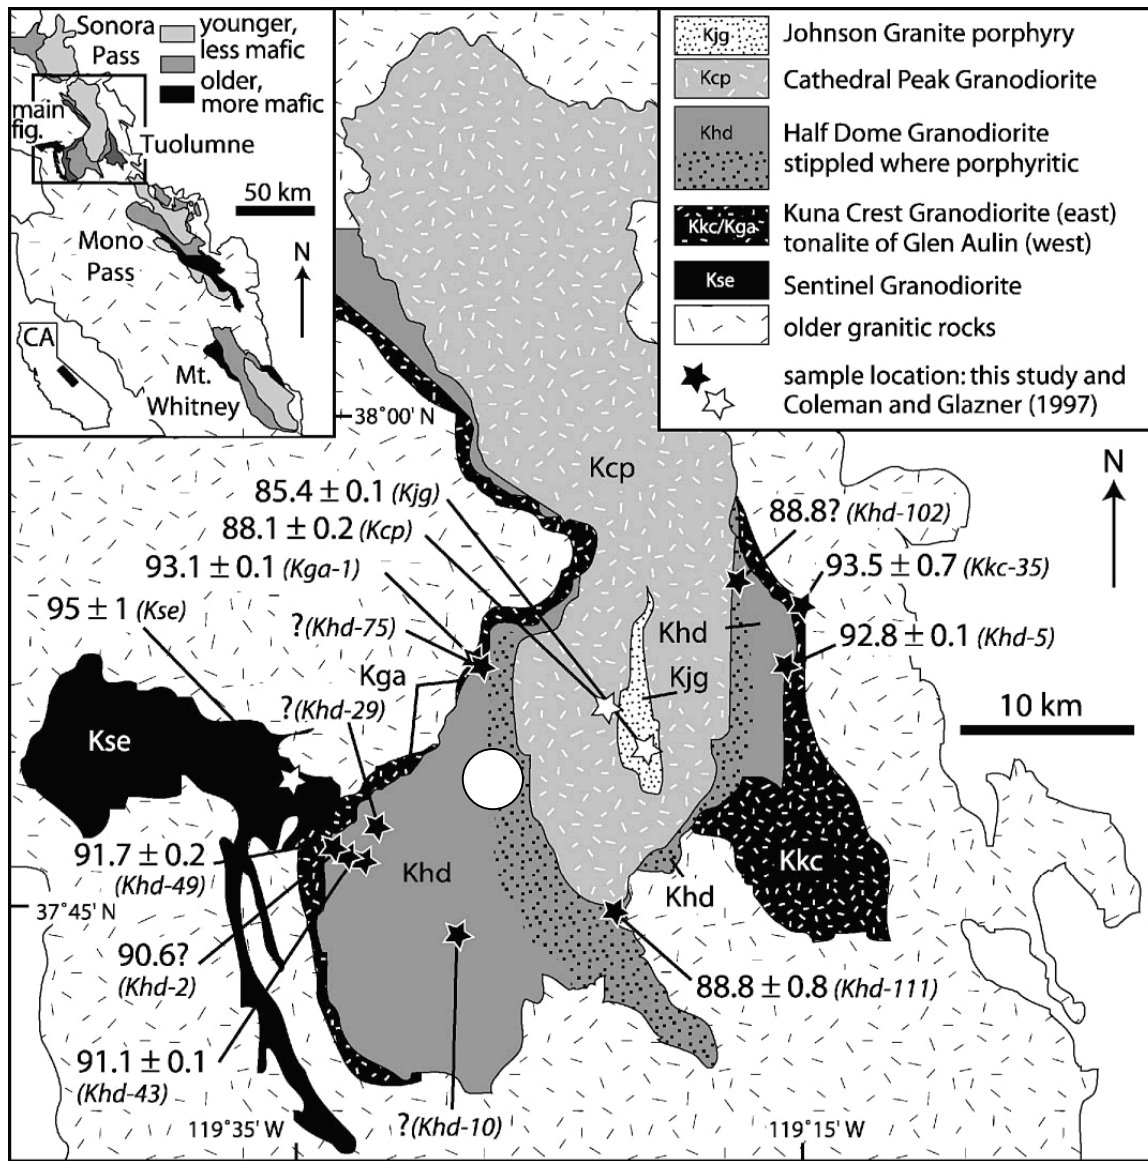 Sonora
Pass
younger,
less mafic
older,
more mafic
main
fig.
Tuolumne
50 km
Mono
Pass
N
CA
Mt.
Whitney
Kjg
Johnson Granite porphyry
Kcp
Cathedral Peak Granodiorite
Khd
Half Dome Granodiorite
stippled where porphyritic
Kkc/Kga
Kuna Crest Granodiorite (east)
tonalite of Glen Aulin (west)
Kse
Sentinel Granodiorite
older granitic rocks
sample location: this study and
Coleman and Glazner (1997)
38°00' N
Kcp
N
85.4 ± 0.1 (Kjg)
88.1 ± 0.2 (Kcp)
93.1 ± 0.1 (Kga-1)
95 ± 1 (Kse)
?(Khd-75)
Kga
?(Khd-29)
88.8? (Khd-102)
93.5 ± 0.7 (Kkc-35)
92.8 ± 0.1 (Khd-5)
Khd
Kjg
10 km
Kse
91.7 ± 0.2
(Khd-49)
Khd
Kkc
Khd
37°45' N
90.6?
(Khd-2)
88.8 ± 0.8 (Khd-111)
91.1 ± 0.1
(Khd-43)
?(Khd-10)
119°35' W
119°15' W